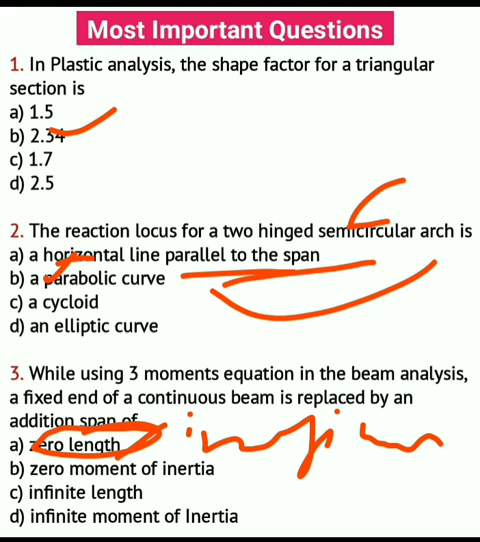 Most Important Questions
1. In Plastic analysis, the shape factor for a triangular
section is
a) 1.5
b) 2.34
c) 1.7
d) 2.5
2. The reaction locus for a two hinged semicircular arch is
a) a horizontal line parallel to the span
b) a parabolic curve
c) a cycloid
d) an elliptic curve
3. While using 3 moments equation in the beam analysis,
a fixed end of a continuous beam is replaced by an
addition span of
a) zero length
b) zero moment of inertia
c) infinite length
d) infinite moment of Inertia